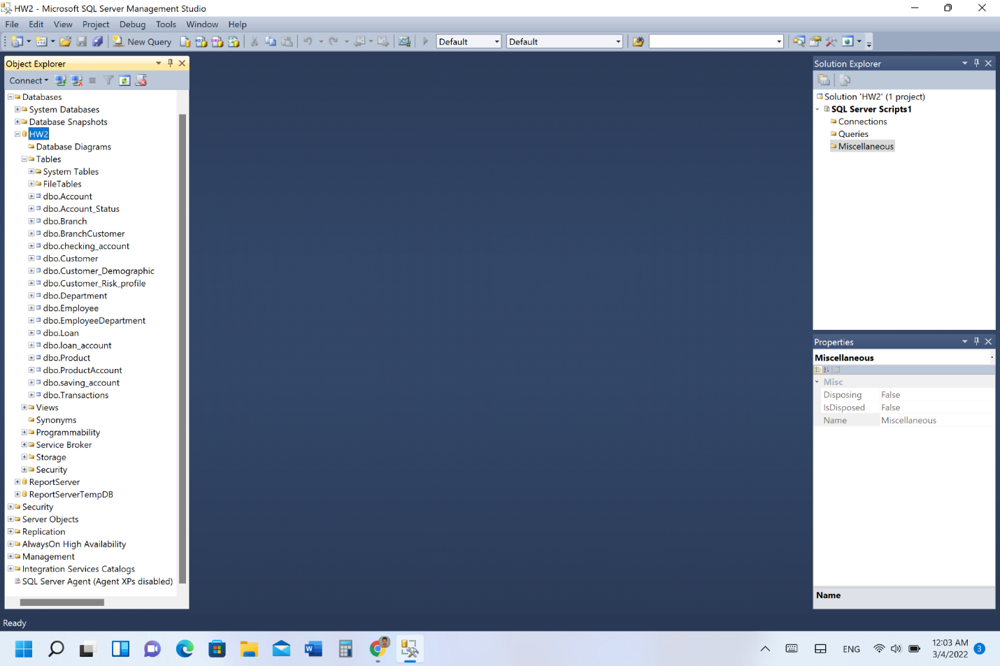 HW2 - Microsoft SQL Server Management Studio
File Edit View Project Debug Tools Window Help
New Query Default Default
Object Explorer
Connect
Databases
System Databases
Database Snapshots
HW2
Database Diagrams
Tables
System Tables
FileTables
dbo.Account
dbo.Account_Status
dbo.Branch
dbo.BranchCustomer
dbo.checking_account
dbo.Customer
dbo.Customer_Demographic
dbo.Customer_Risk_profile
dbo.Department
dbo.Employee
dbo.EmployeeDepartment
dbo.Loan
dbo.loan_account
dbo.Product
dbo.ProductAccount
dbo.saving_account
dbo.Transactions
Views
Synonyms
Programmability
Service Broker
Storage
Security
ReportServer
ReportServerTempDB
Security
Server Objects
Replication
AlwaysOn High Availability
Management
Integration Services Catalogs
SQL Server Agent (Agent XPs disabled)
Solution Explorer
Solution 'HW2' (1 project)
SQL Server Scripts1
Connections
Queries
Miscellaneous
Properties
Miscellaneous
Misc
Disposing False
IsDisposed False
Name Miscellaneous
Name
Ready
ENG
12:03 AM
3/4/2022
3